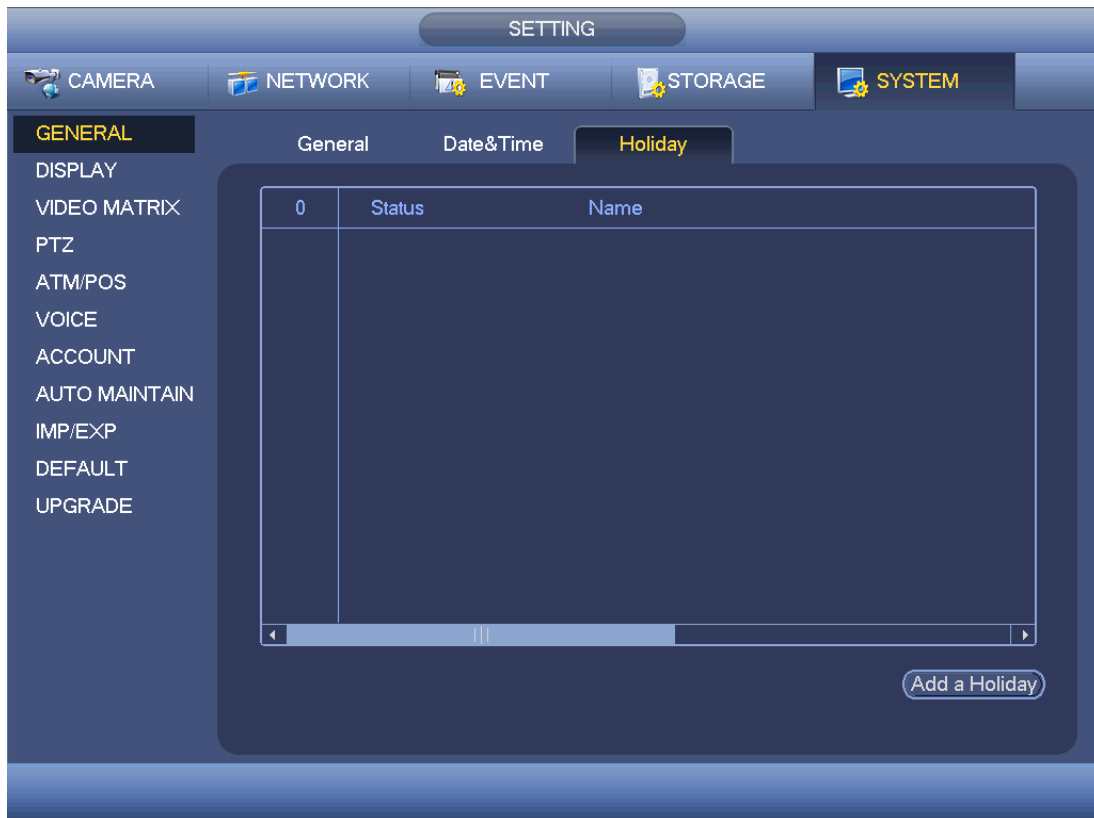 SETTING
CAMERA NETWORK EVENT STORAGE SYSTEM
GENERAL
DISPLAY
VIDEO MATRIX
PTZ
ATM/POS
VOICE
ACCOUNT
AUTO MAINTAIN
IMP/EXP
DEFAULT
UPGRADE
General Date&Time Holiday
0 Status Name
Add a Holiday